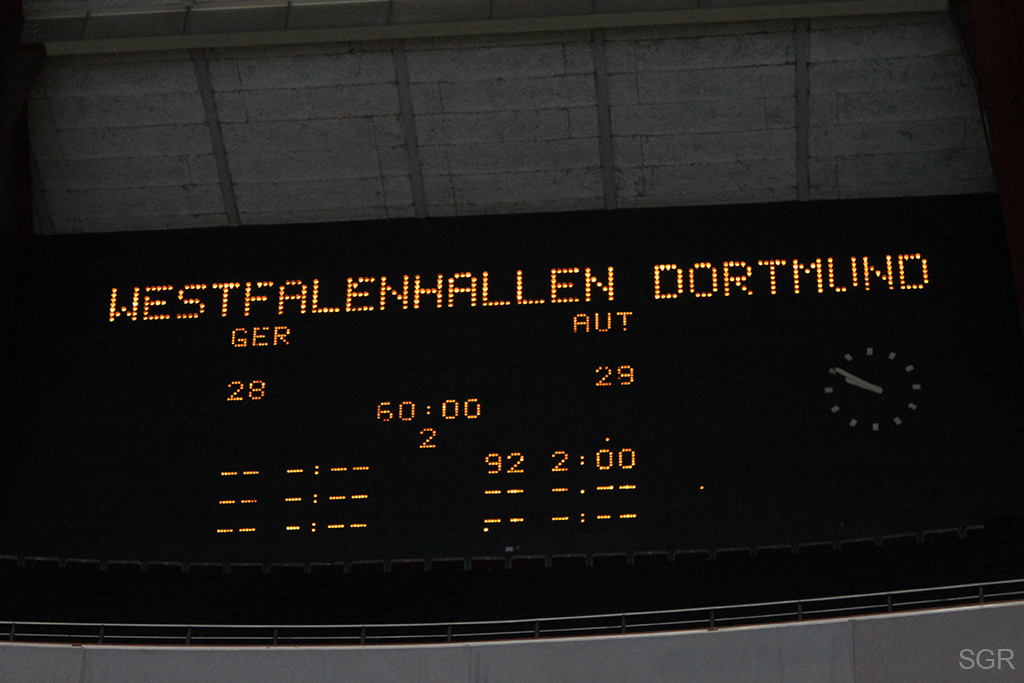 WESTFALENHALLEN DORTMUND
GER AUT
28 29
60:00
2
-- -:-- 92 2:00
-- -:-- -- -.--
-- -:-- -- -:--
SGR